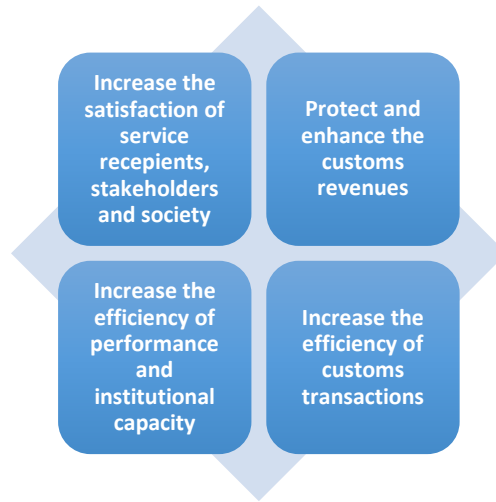 Increase the
satisfaction of
service
recepients,
stakeholders
and society
Protect and
enhance the
customs
revenues
Increase the
efficiency of
performance
and
institutional
capacity
Increase the
efficiency of
customs
transactions